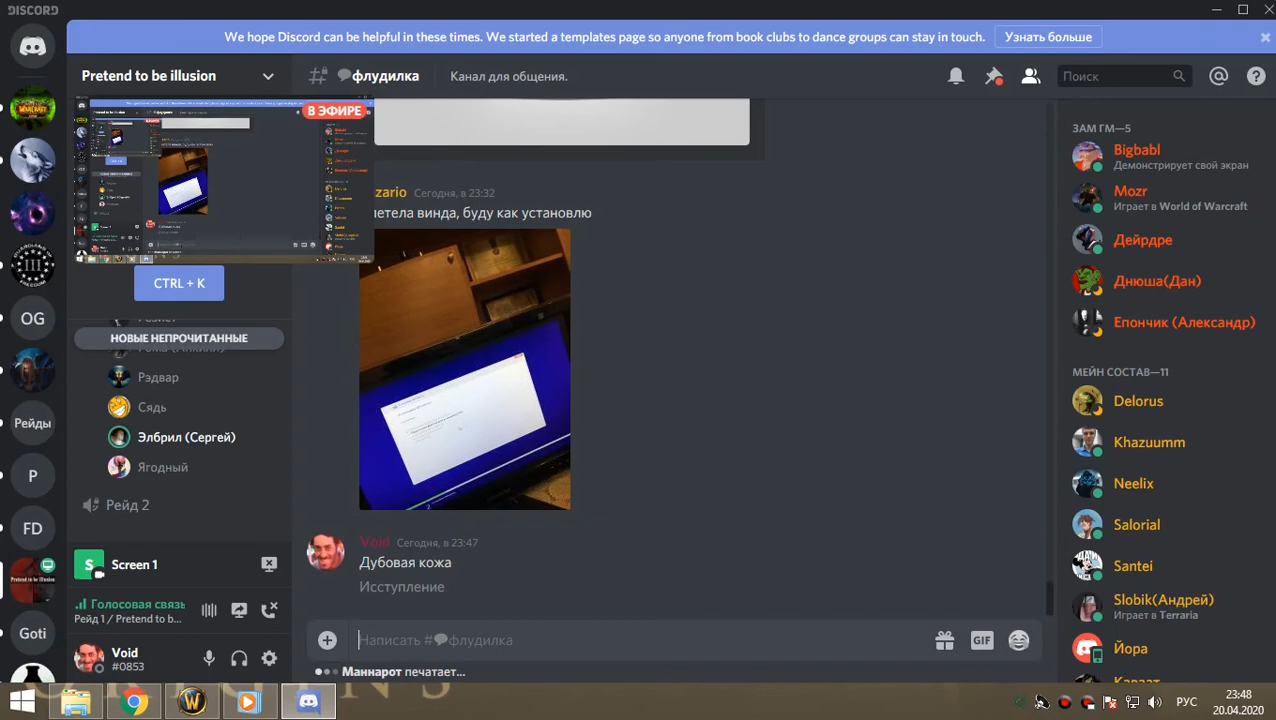 DISCORD
We hope Discord can be helpful in these times. We started a templates page so anyone from book clubs to dance groups can stay in touch.
Узнать больше
Pretend to be illusion
флудилка
Канал для общения.
Поиск
В ЭФИРЕ
CTRL + K
НОВЫЕ НЕПРОЧИТАННЫЕ
Рэдвар
Сядь
Элбрил (Сергей)
Ягодный
Рейд 2
S
Screen 1
Голосовая связь
Рейд 1 / Pretend to b...
Void
#0853
OG
Рейды
P
FD
Pretend to be illusion
Goti
zario Сегодня, в 23:32
летела винда, буду как установлю
Void Сегодня, в 23:47
Дубовая кожа
Исступление
Написать #флудилка
GIF
Маннарот печатает...
ЗАМ ГМ—5
Bigbabl
Демонстрирует свой экран
Mozr
Играет в World of Warcraft
Дейрдре
Днюша(Дан)
Епончик (Александр)
МЕЙН СОСТАВ—11
Delorus
Khazuumm
Neelix
Salorial
Santei
Slobik(Андрей)
Играет в Terraria
Йора
РУС
23:48
20.04.2020